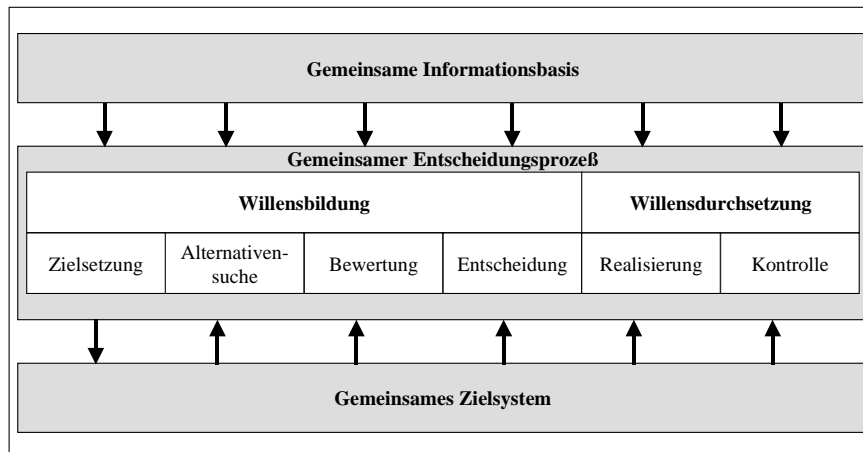 Gemeinsame Informationsbasis
Gemeinsamer Entscheidungsprozeß
Willensbildung
Willensdurchsetzung
Zielsetzung
Alternativen-
suche
Bewertung
Entscheidung
Realisierung
Kontrolle
Gemeinsames Zielsystem